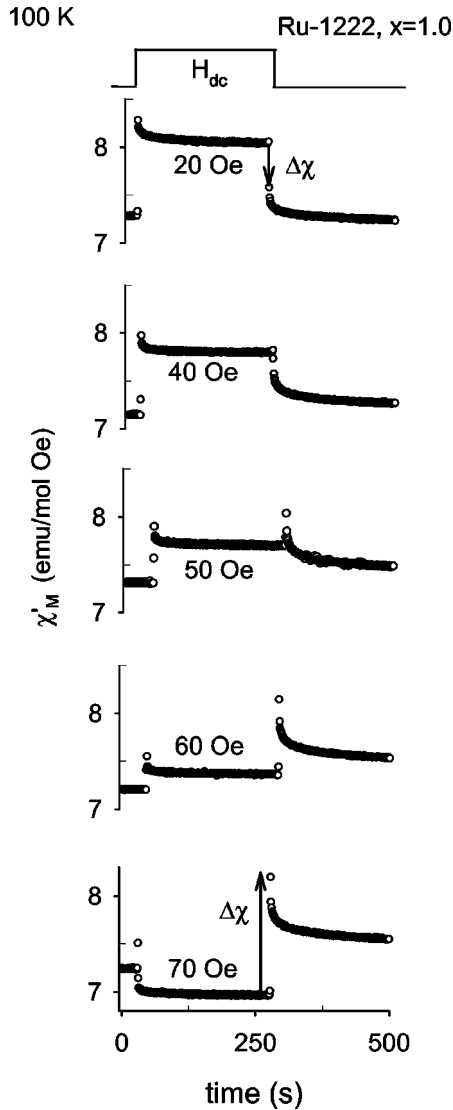 100 K
Ru-1222, x=1.0
H_dc
8
7
20 Oe
Δχ
8
7
40 Oe
8
7
50 Oe
χ'_M (emu/mol Oe)
8
7
60 Oe
8
7
Δχ
70 Oe
0 250 500
time (s)